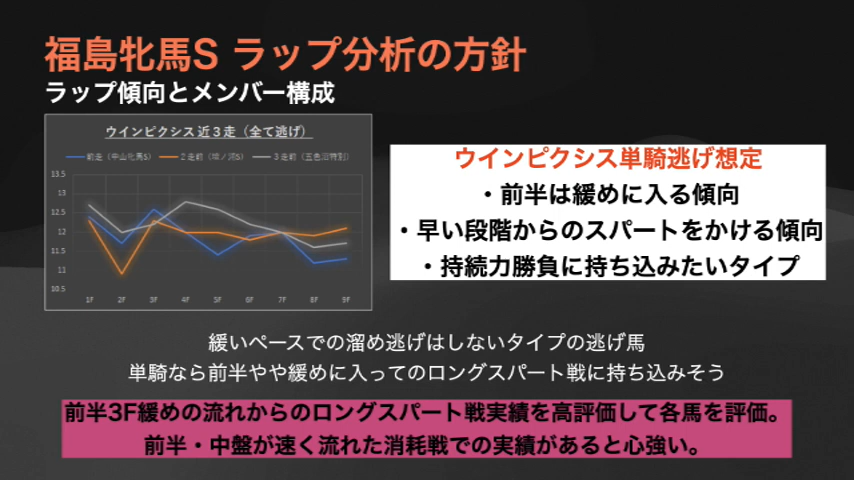 福島牝馬S ラップ分析の方針
ラップ傾向とメンバー構成
ウインピクシス 近３走（全て逃げ）
前走（中山牝馬S） ２走前（初ノ河S） ３走前（五色沼特別）
13.5
13
12.5
12
11.5
11
10.5
1F 2F 3F 4F 5F 6F 7F 8F 9F
ウインピクシス単騎逃げ想定
・前半は緩めに入る傾向
・早い段階からのスパートをかける傾向
・持続力勝負に持ち込みたいタイプ
緩いペースでの溜め逃げはしないタイプの逃げ馬
単騎なら前半やや緩めに入ってのロングスパート戦に持ち込みそう
前半3F緩めの流れからのロングスパート戦実績を高評価して各馬を評価。
前半・中盤が速く流れた消耗戦での実績があると心強い。